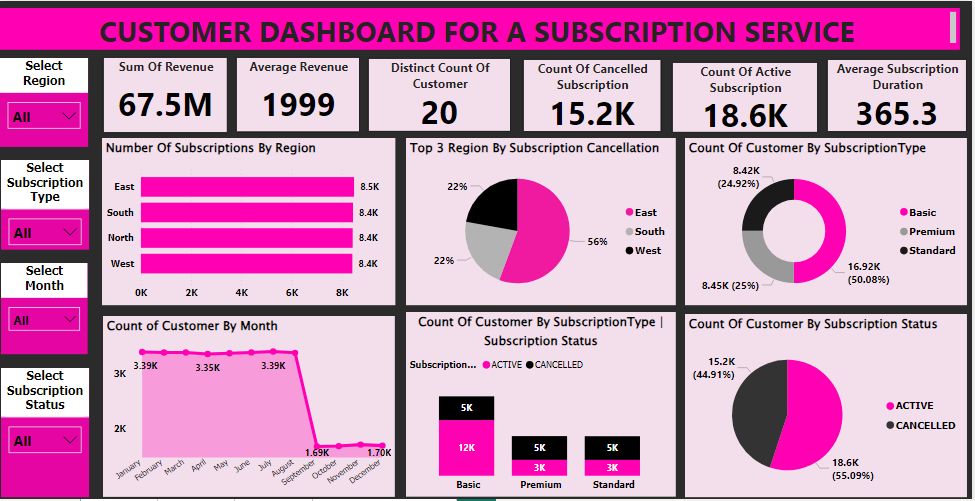 CUSTOMER DASHBOARD FOR A SUBSCRIPTION SERVICE
Select
Region
All
Select
Subscription
Type
All
Select
Month
All
Select
Subscription
Status
All
Sum Of Revenue
67.5M
Average Revenue
1999
Distinct Count Of
Customer
20
Count Of Cancelled
Subscription
15.2K
Count Of Active
Subscription
18.6K
Average Subscription
Duration
365.3
Number Of Subscriptions By Region
East
8.5K
South
8.4K
North
8.4K
West
8.4K
0K
2K
4K
6K
8K
Top 3 Region By Subscription Cancellation
22%
22%
56%
East
South
West
Count Of Customer By SubscriptionType
8.42K
(24.92%)
8.45K (25%)
16.92K
(50.08%)
Basic
Premium
Standard
Count of Customer By Month
3K
2K
3.39K
3.35K
3.39K
1.69K
1.70K
January
February
March
April
May
June
July
August
September
October
November
December
Count Of Customer By SubscriptionType |
Subscription Status
Subscription... ACTIVE CANCELLED
5K
12K
5K
3K
5K
3K
Basic
Premium
Standard
Count Of Customer By Subscription Status
15.2K
(44.91%)
18.6K
(55.09%)
ACTIVE
CANCELLED